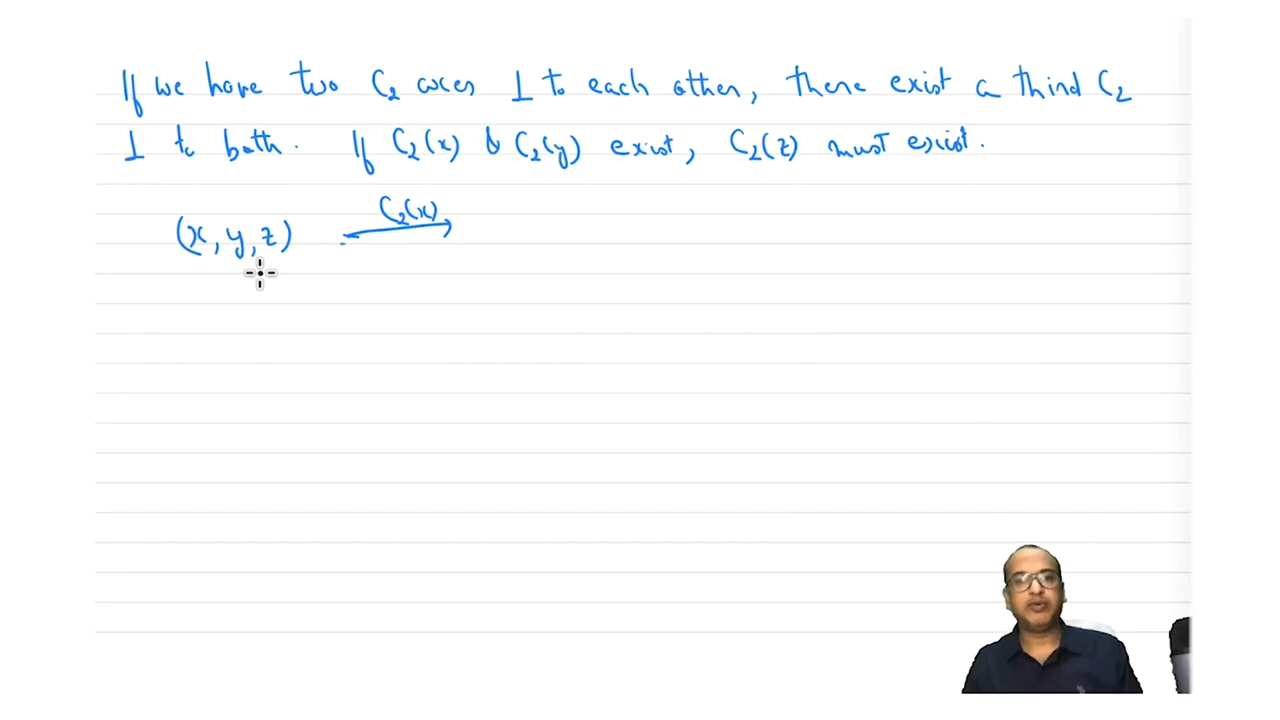 If we have two C₂ axes ⊥ to each other, there exist a third C₂
⊥ to both. If C₂(x) & C₂(y) exist, C₂(z) must exist.
C₂(x)
(x, y, z) →